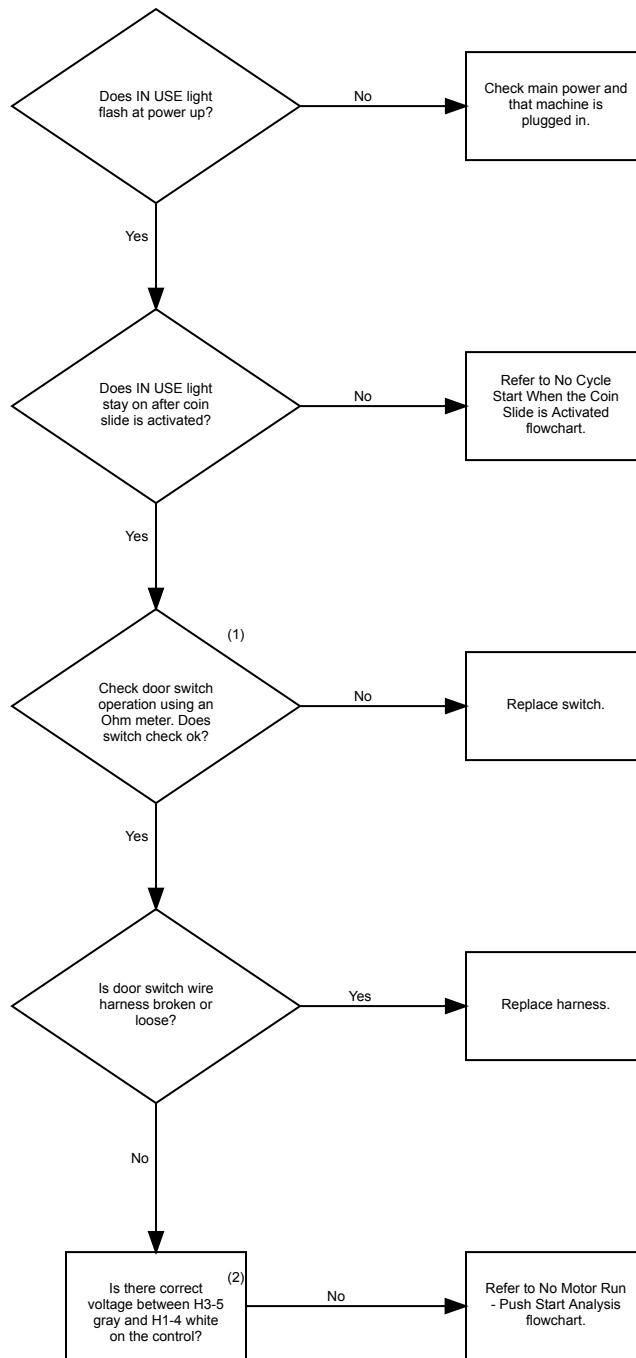 Does IN USE light
flash at power up?
No
Check main power and
that machine is
plugged in.
Yes
Does IN USE light
stay on after coin
slide is activated?
No
Refer to No Cycle
Start When the Coin
Slide is Activated
flowchart.
Yes
(1)
Check door switch
operation using an
Ohm meter. Does
switch check ok?
No
Replace switch.
Yes
Is door switch wire
harness broken or
loose?
Yes
Replace harness.
No
(2)
Is there correct
voltage between H3-5
gray and H1-4 white
on the control?
No
Refer to No Motor Run
- Push Start Analysis
flowchart.